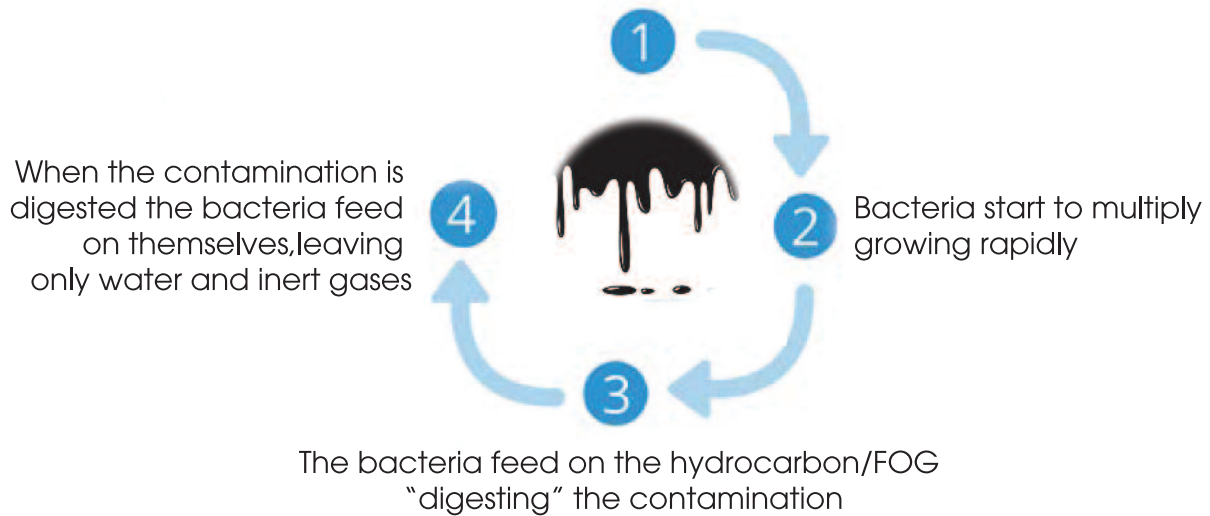 1
2
Bacteria start to multiply
growing rapidly
3
The bacteria feed on the hydrocarbon/FOG
“digesting” the contamination
4
When the contamination is
digested the bacteria feed
on themselves,leaving
only water and inert gases